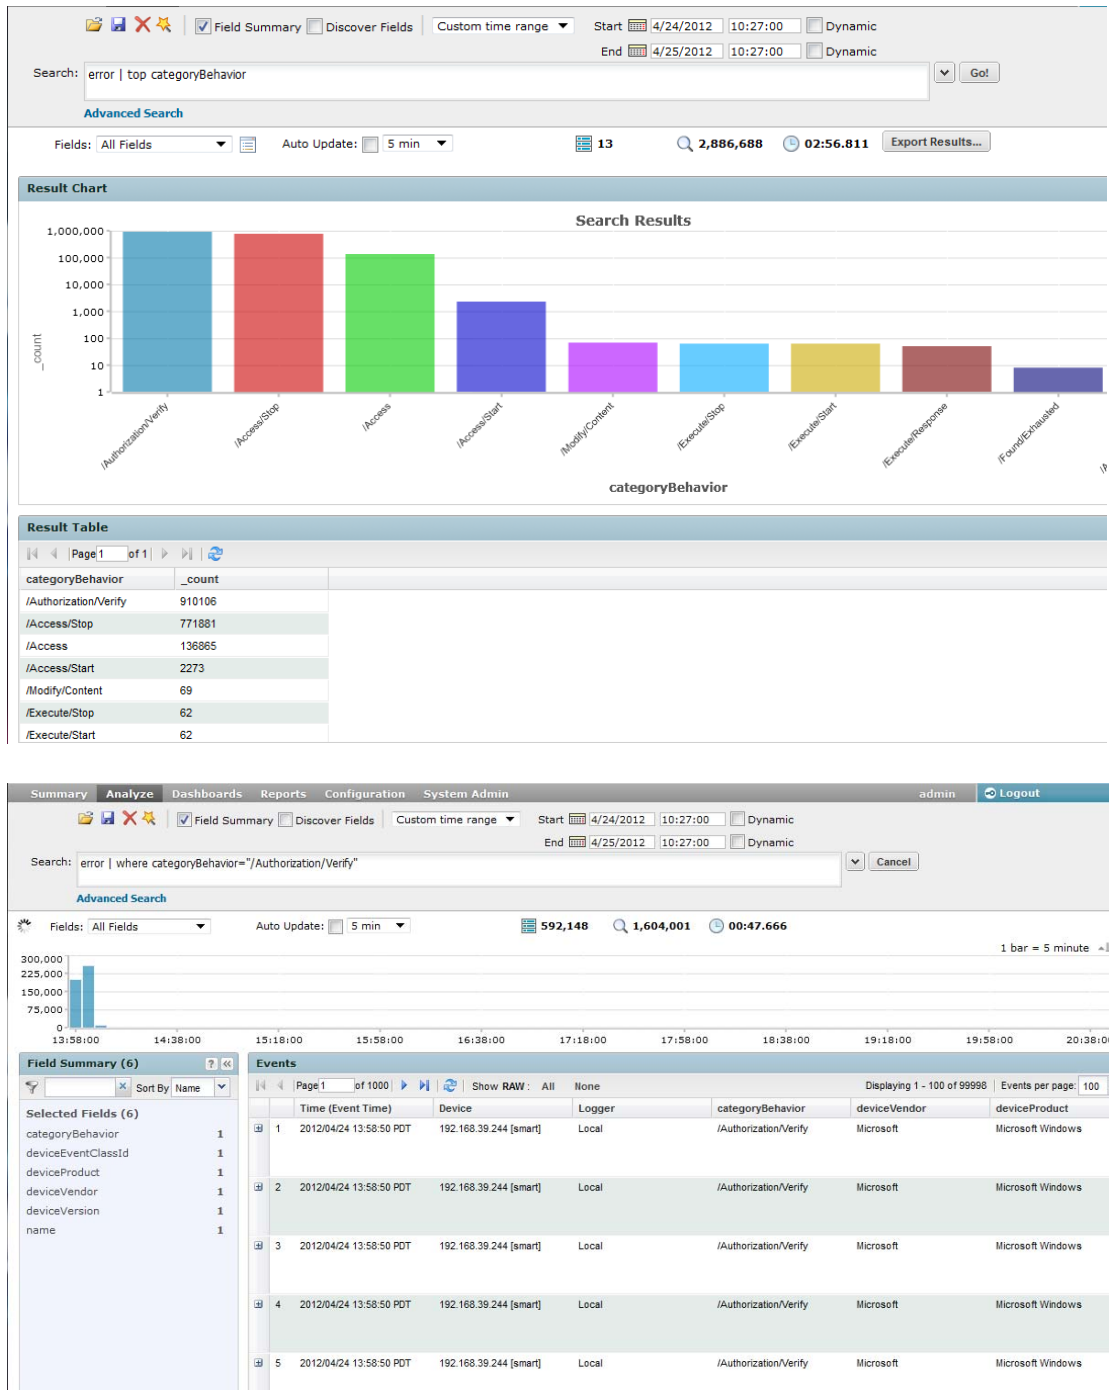 Field Summary Discover Fields Custom time range Start 4/24/2012 10:27:00 Dynamic
End 4/25/2012 10:27:00 Dynamic
Search: error | top categoryBehavior Go!
Advanced Search
Fields: All Fields Auto Update: 5 min 13 2,886,688 02:56.811 Export Results...
Result Chart
Search Results
1,000,000
100,000
10,000
1,000
100
10
1
_count
/Authorization/Verify /Access/Stop /Access /Access/Start /Modify/Content /Execute/Stop /Execute/Start /Execute/Response /Found/Exhausted
categoryBehavior
Result Table
Page 1 of 1
categoryBehavior _count
/Authorization/Verify 910106
/Access/Stop 771881
/Access 136865
/Access/Start 2273
/Modify/Content 69
/Execute/Stop 62
/Execute/Start 62
Summary Analyze Dashboards Reports Configuration System Admin admin Logout
Field Summary Discover Fields Custom time range Start 4/24/2012 10:27:00 Dynamic
End 4/25/2012 10:27:00 Dynamic
Search: error | where categoryBehavior="/Authorization/Verify" Cancel
Advanced Search
Fields: All Fields Auto Update: 5 min 592,148 1,604,001 00:47.666
1 bar = 5 minute
300,000
225,000
150,000
75,000
0
13:58:00 14:38:00 15:18:00 15:58:00 16:38:00 17:18:00 17:58:00 18:38:00 19:18:00 19:58:00 20:38:00
Field Summary (6) ? «
Sort By Name
Selected Fields (6)
categoryBehavior 1
deviceEventClassId 1
deviceProduct 1
deviceVendor 1
deviceVersion 1
name 1
Events
Page 1 of 1000 Show RAW: All None Displaying 1 - 100 of 99998 Events per page: 100
Time (Event Time) Device Logger categoryBehavior deviceVendor deviceProduct
1 2012/04/24 13:58:50 PDT 192.168.39.244 [smart] Local /Authorization/Verify Microsoft Microsoft Windows
2 2012/04/24 13:58:50 PDT 192.168.39.244 [smart] Local /Authorization/Verify Microsoft Microsoft Windows
3 2012/04/24 13:58:50 PDT 192.168.39.244 [smart] Local /Authorization/Verify Microsoft Microsoft Windows
4 2012/04/24 13:58:50 PDT 192.168.39.244 [smart] Local /Authorization/Verify Microsoft Microsoft Windows
5 2012/04/24 13:58:50 PDT 192.168.39.244 [smart] Local /Authorization/Verify Microsoft Microsoft Windows